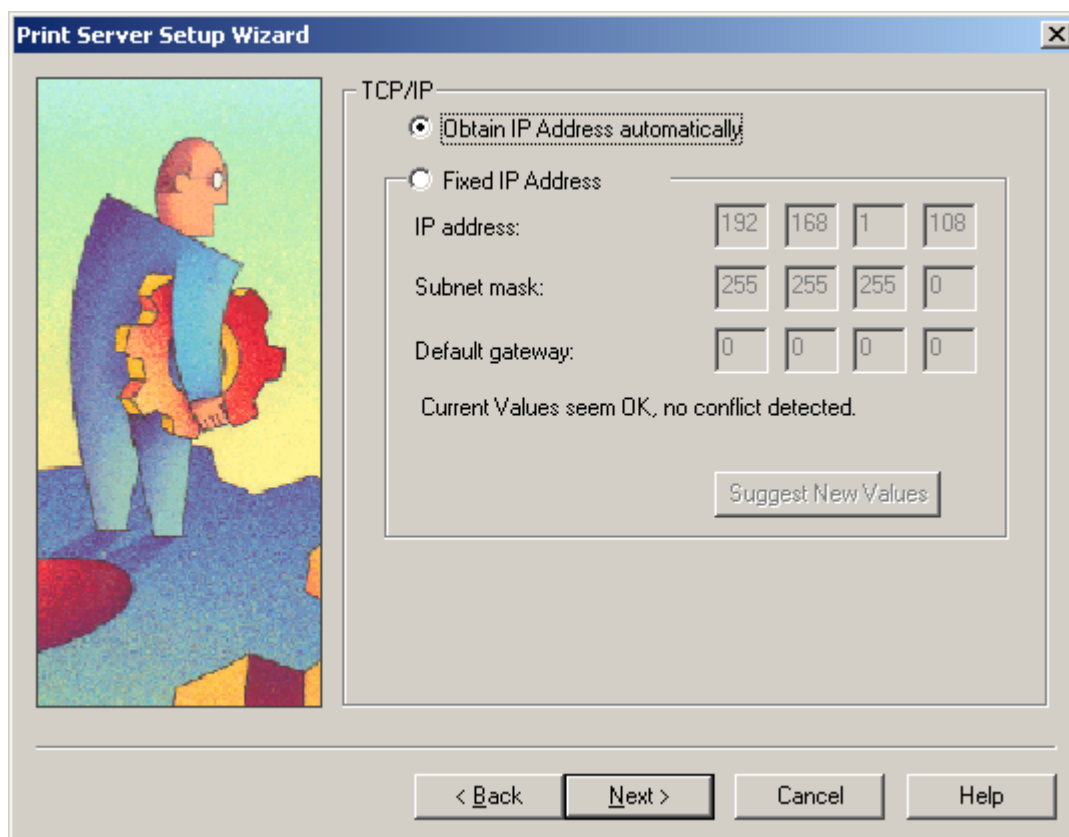 Print Server Setup Wizard
TCP/IP
Obtain IP Address automatically
Fixed IP Address
IP address: 192 168 1 108
Subnet mask: 255 255 255 0
Default gateway: 0 0 0 0
Current Values seem OK, no conflict detected.
Suggest New Values
< Back Next > Cancel Help